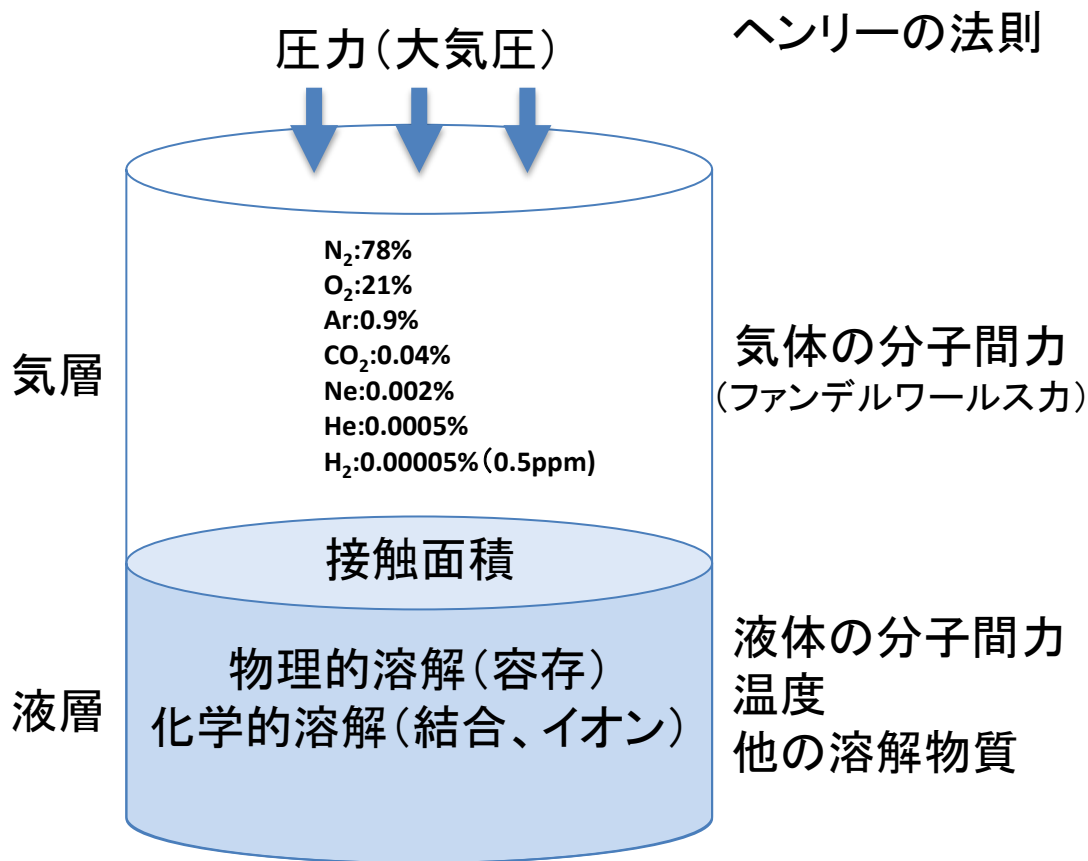 ヘンリーの法則
圧力（大気圧）
N₂:78%
O₂:21%
Ar:0.9%
CO₂:0.04%
Ne:0.002%
He:0.0005%
H₂:0.00005%（0.5ppm)
気層
気体の分子間力
（ファンデルワールス力）
接触面積
物理的溶解（容存）
化学的溶解（結合、イオン）
液層
液体の分子間力
温度
他の溶解物質